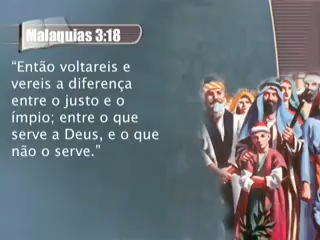 Malaquias 3:18
“Então voltareis e
vereis a diferença
entre o justo e o
ímpio; entre o que
serve a Deus, e o que
não o serve.”